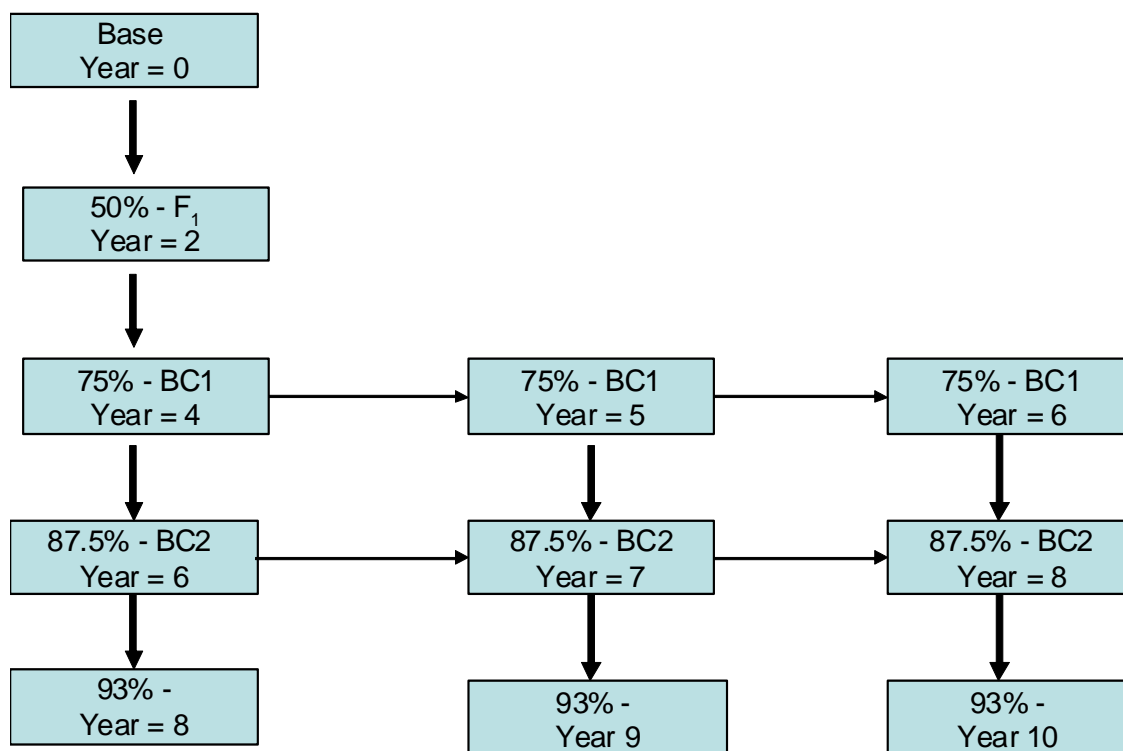 Base
Year = 0
50% - F₁
Year = 2
75% - BC1
Year = 4
75% - BC1
Year = 5
75% - BC1
Year = 6
87.5% - BC2
Year = 6
87.5% - BC2
Year = 7
87.5% - BC2
Year = 8
93% -
Year = 8
93% -
Year 9
93% -
Year 10